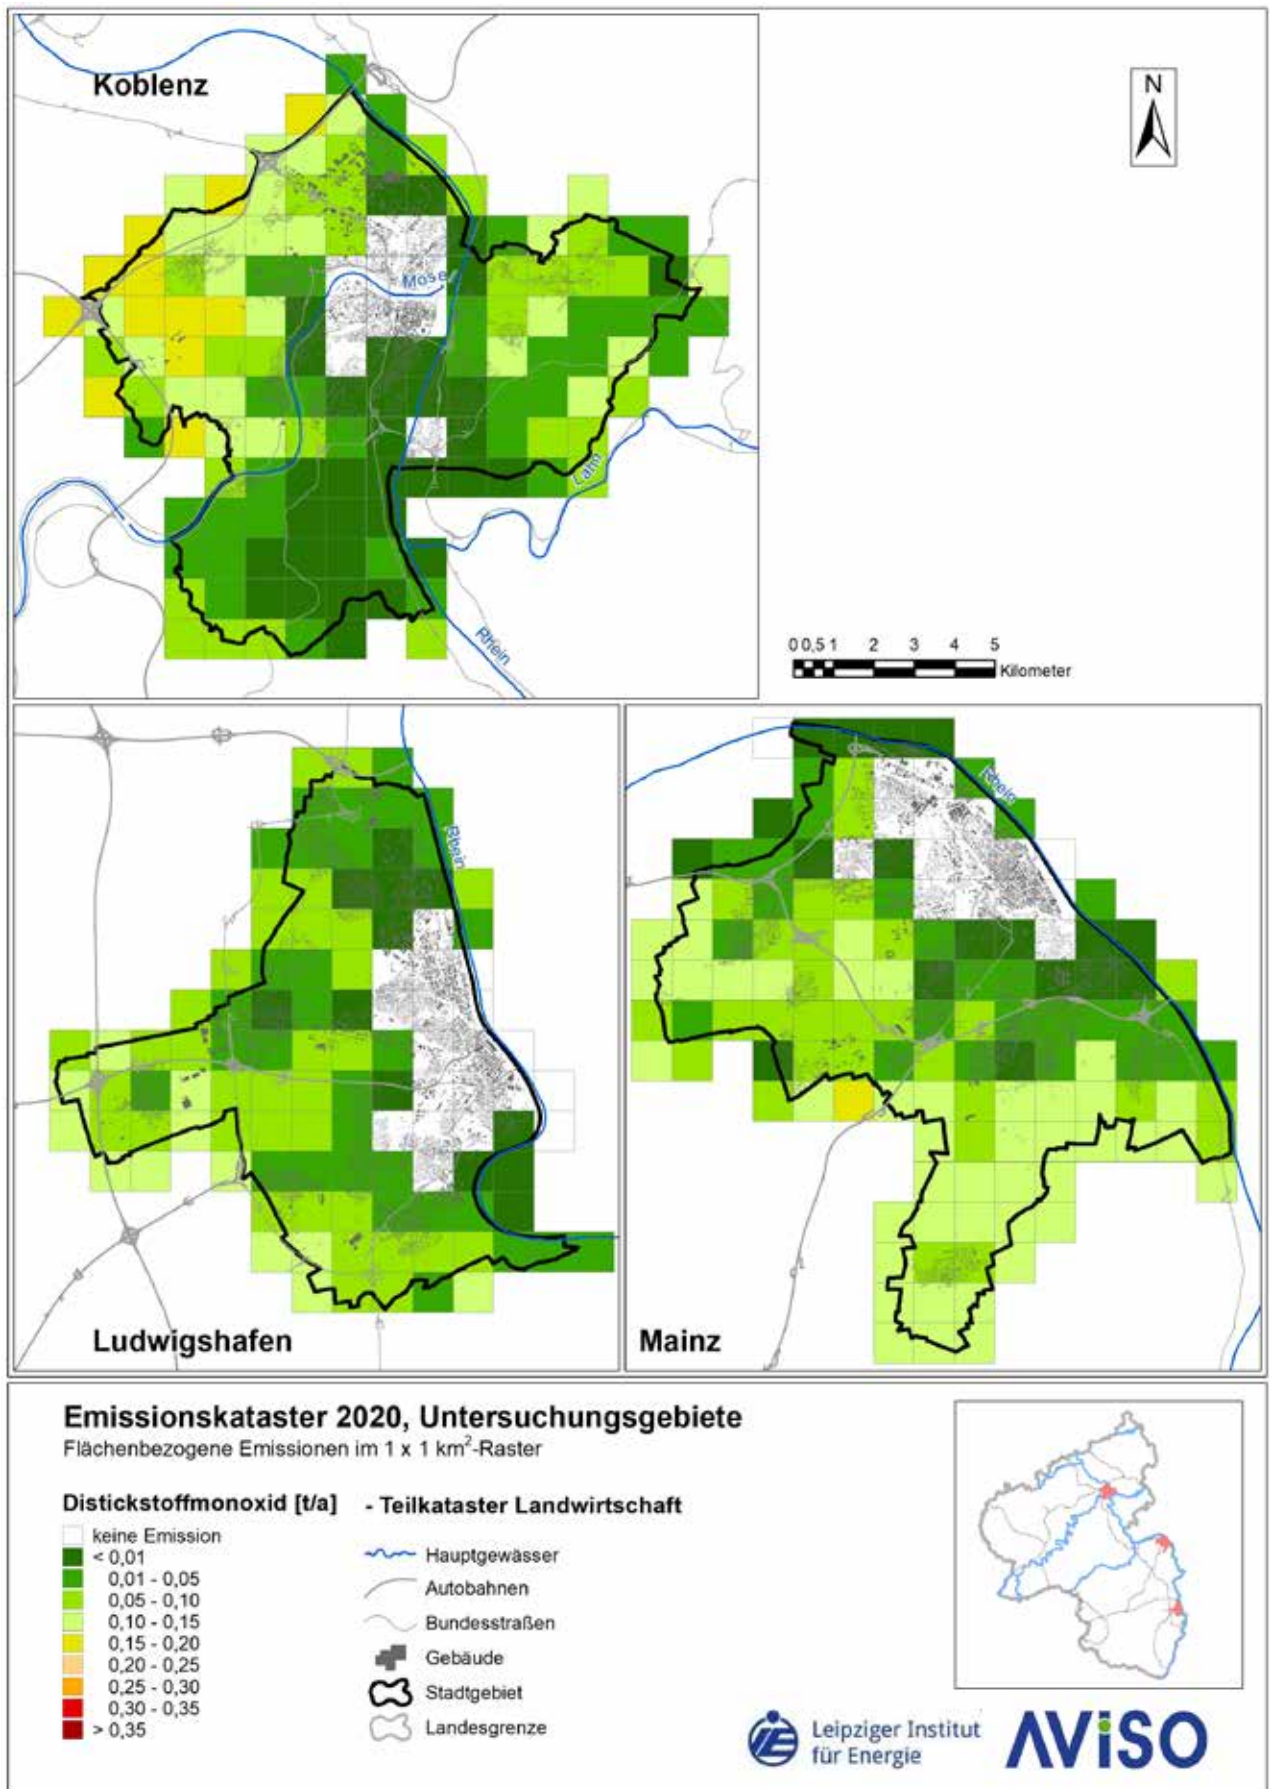 Koblenz
N
Mose
Lahn
Rhein
0 0,5 1 2 3 4 5
Kilometer
Rhein
Rhein
Ludwigshafen
Mainz
Emissionskataster 2020, Untersuchungsgebiete
Flächenbezogene Emissionen im 1 x 1 km²-Raster
Distickstoffmonoxid [t/a] - Teilkataster Landwirtschaft
keine Emission
< 0,01
0,01 - 0,05
0,05 - 0,10
0,10 - 0,15
0,15 - 0,20
0,20 - 0,25
0,25 - 0,30
0,30 - 0,35
> 0,35
Hauptgewässer
Autobahnen
Bundesstraßen
Gebäude
Stadtgebiet
Landesgrenze
Leipziger Institut
für Energie
AViSO